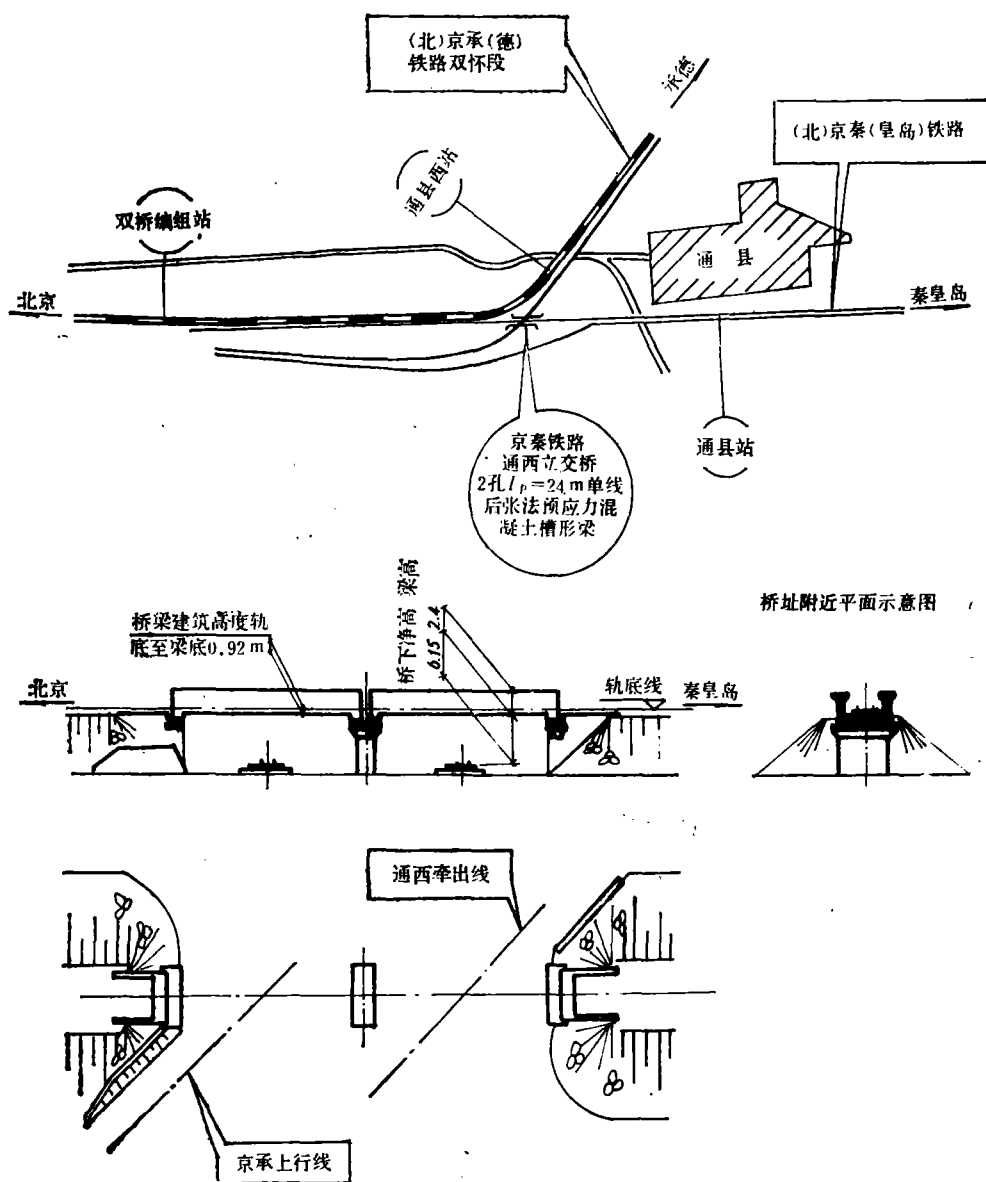 (北)京承(德)
铁路双怀段
承德
(北)京秦(皇岛)铁路
通县西站
双桥编组站
通县
北京
秦皇岛
京秦铁路
通西立交桥
2孔lp=24m单线
后张法预应力混
凝土槽形梁
通县站
桥址附近平面示意图
桥梁建筑高度轨
底至梁底0.92m
桥下净高 梁高
6.15 2.4
北京
轨底线
秦皇岛
通西牵出线
京承上行线